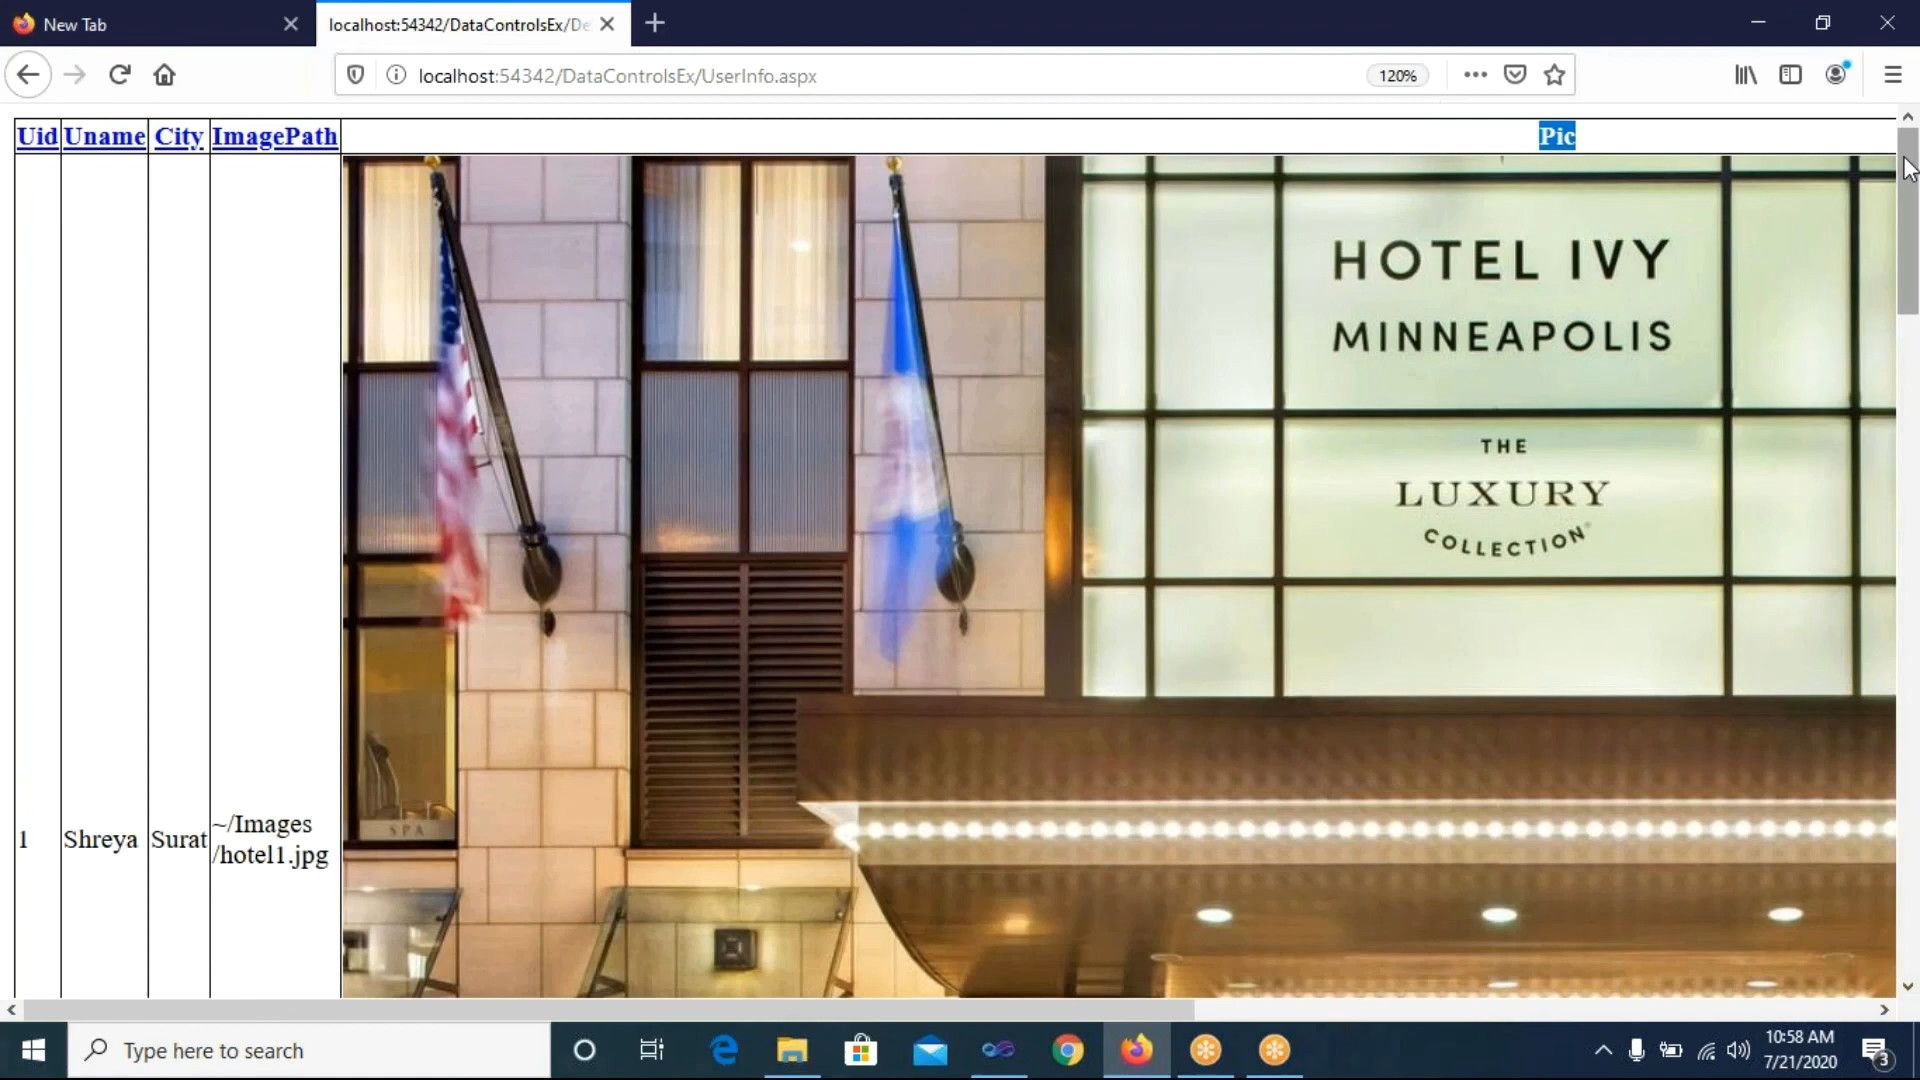 New Tab
localhost:54342/DataControlsEx/De
localhost:54342/DataControlsEx/UserInfo.aspx
120%
Uid Uname City ImagePath Pic
HOTEL IVY
MINNEAPOLIS
THE
LUXURY
COLLECTION
SPA
1 Shreya Surat ~/Images
/hotel1.jpg
Type here to search
10:58 AM
7/21/2020
3